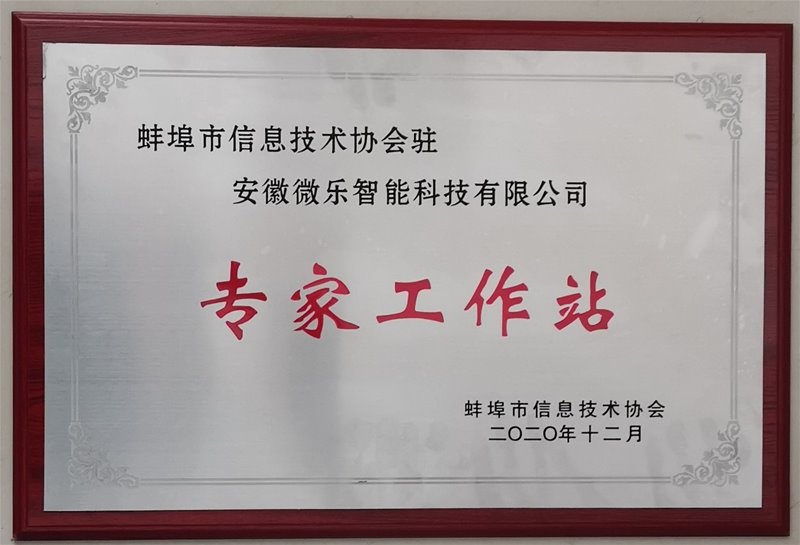 蚌埠市信息技术协会驻
安徽微乐智能科技有限公司
专家工作站
蚌埠市信息技术协会
二〇二〇年十二月